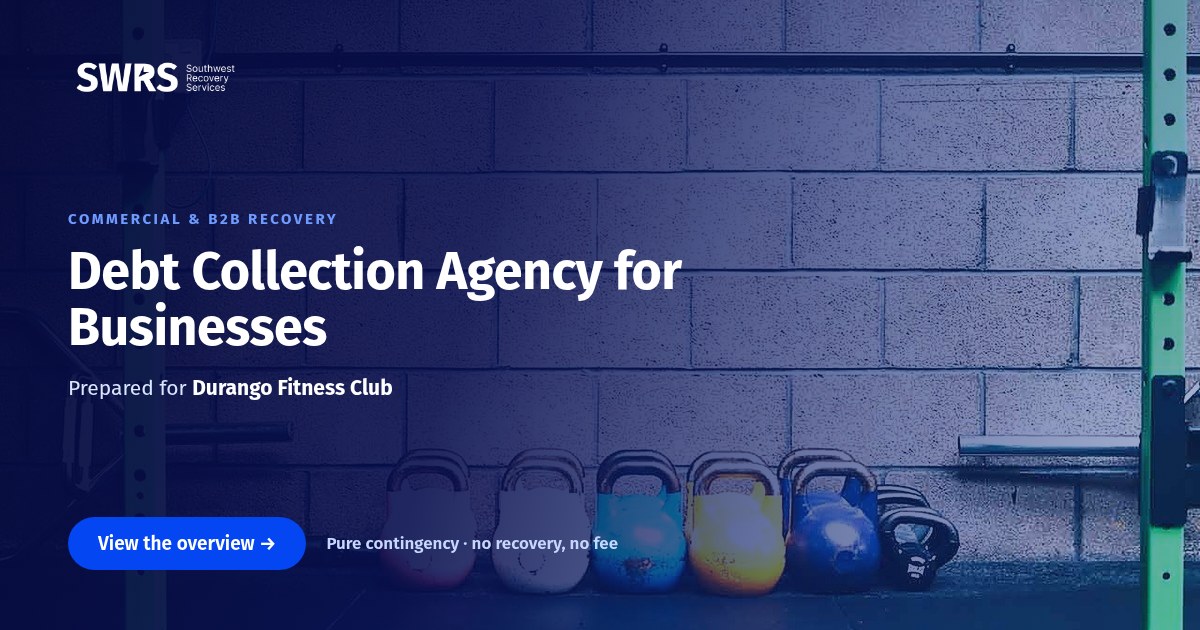 SWRS
Southwest
Recovery
Services
COMMERCIAL & B2B RECOVERY
Debt Collection Agency for
Businesses
Prepared for Durango Fitness Club
View the overview →
Pure contingency · no recovery, no fee